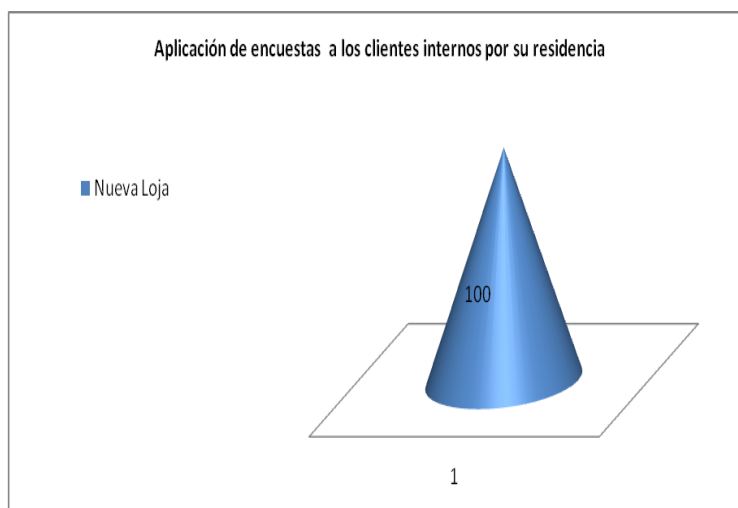 Aplicación de encuestas a los clientes internos por su residencia
Nueva Loja
100
1